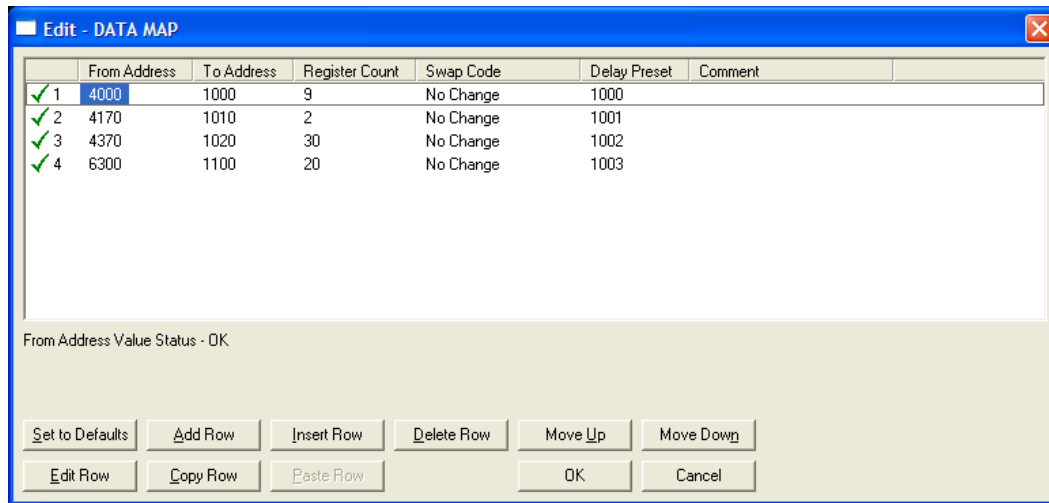 Edit - DATA MAP
From Address To Address Register Count Swap Code Delay Preset Comment
1 4000 1000 9 No Change 1000
2 4170 1010 2 No Change 1001
3 4370 1020 30 No Change 1002
4 6300 1100 20 No Change 1003
From Address Value Status - OK
Set to Defaults Add Row Insert Row Delete Row Move Up Move Down
Edit Row Copy Row Paste Row OK Cancel